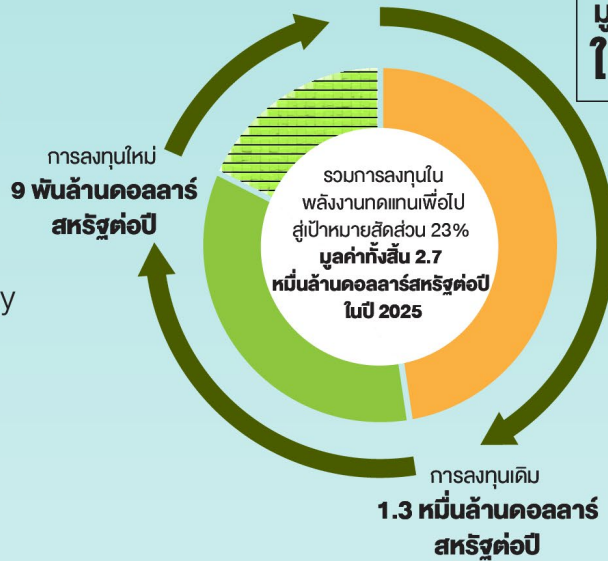 การลงทุนใหม่
9 พันล้านดอลลาร์
สหรัฐต่อปี
รวมการลงทุนใน
พลังงานทดแทนเพื่อไป
สู่เป้าหมายสัดส่วน 23%
มูลค่าทั้งสิ้น 2.7
หมื่นล้านดอลลาร์สหรัฐต่อปี
ในปี 2025
การลงทุนเดิม
1.3 หมื่นล้านดอลลาร์
สหรัฐต่อปี